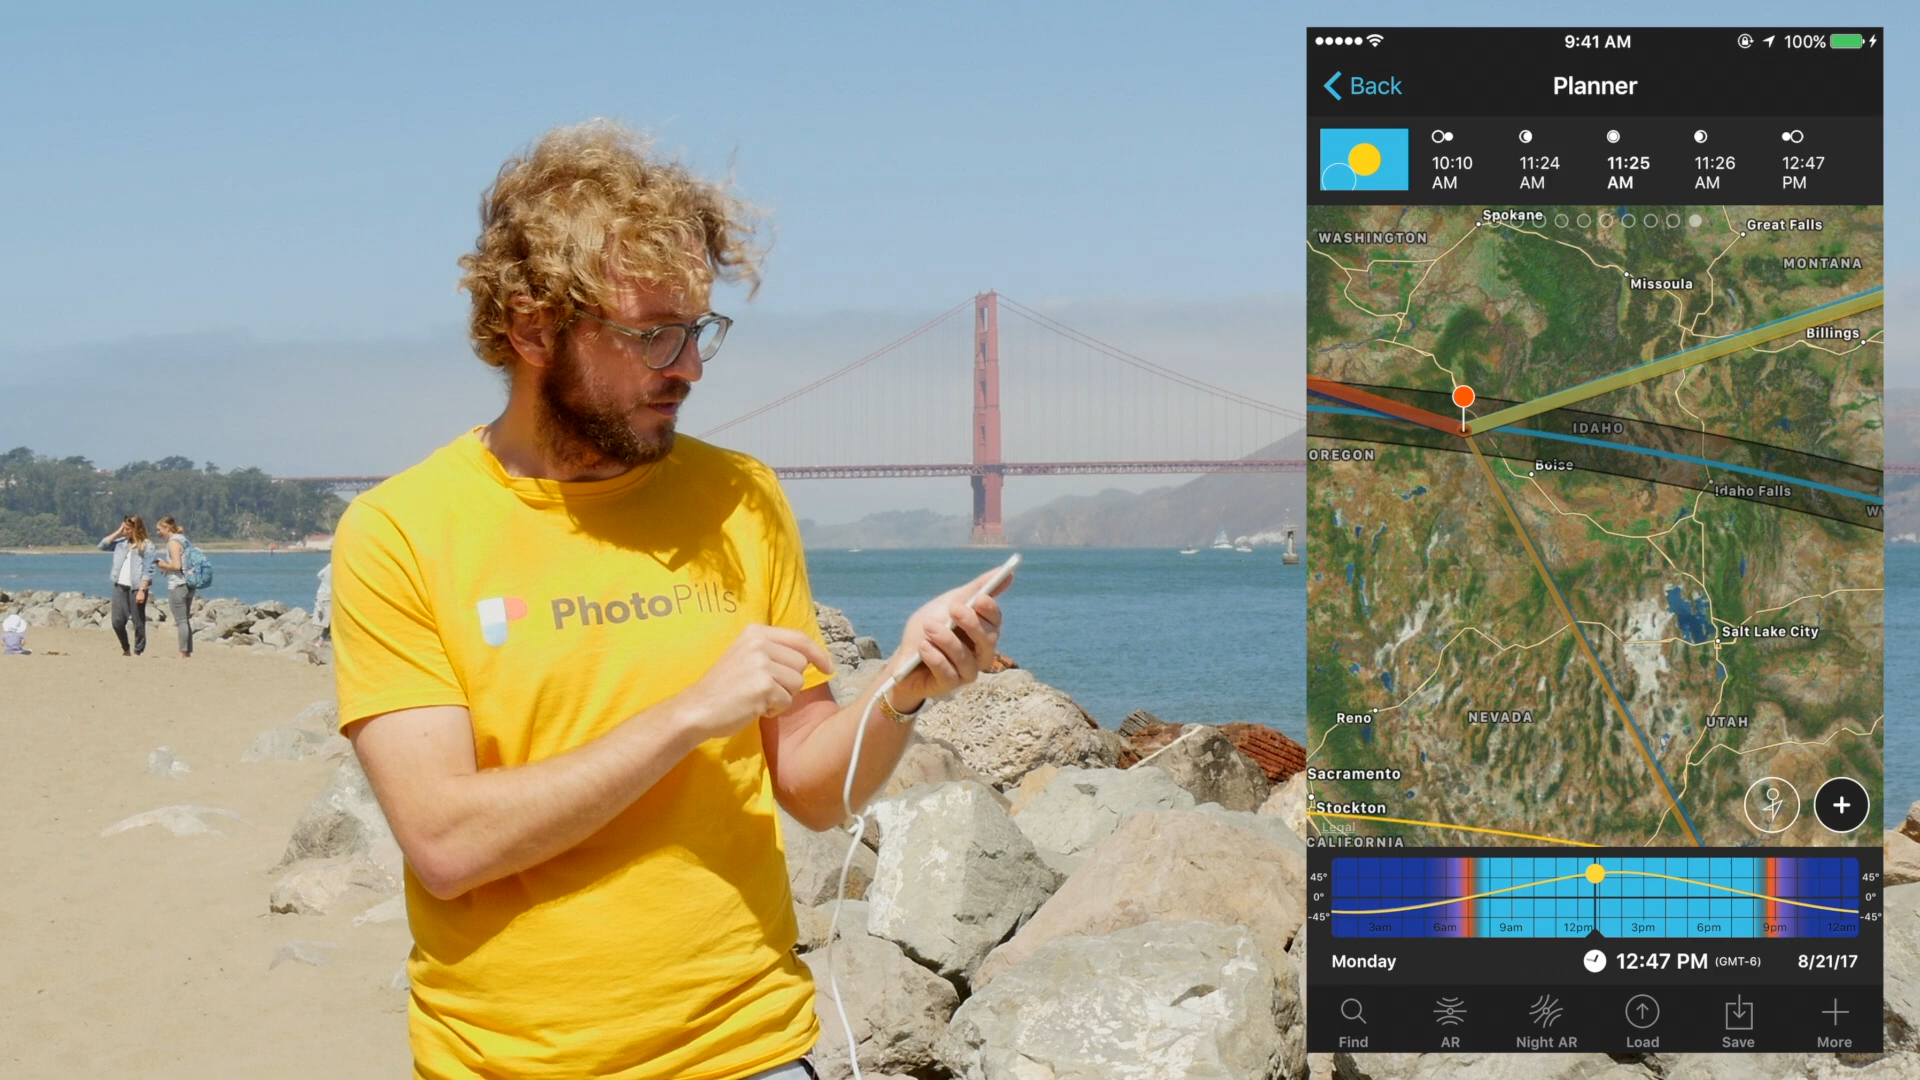 PhotoPills
9:41 AM
100%
Back
Planner
10:10 AM
11:24 AM
11:25 AM
11:26 AM
12:47 PM
Spokane
Great Falls
WASHINGTON
MONTANA
Missoula
Billings
IDAHO
OREGON
Boise
Idaho Falls
W
Salt Lake City
Reno
NEVADA
UTAH
Sacramento
Stockton
Legal
CALIFORNIA
45°
0°
-45°
45°
0°
-45°
3am
6am
9am
12pm
3pm
6pm
9pm
12am
Monday
12:47 PM (GMT-6)
8/21/17
Find
AR
Night AR
Load
Save
More